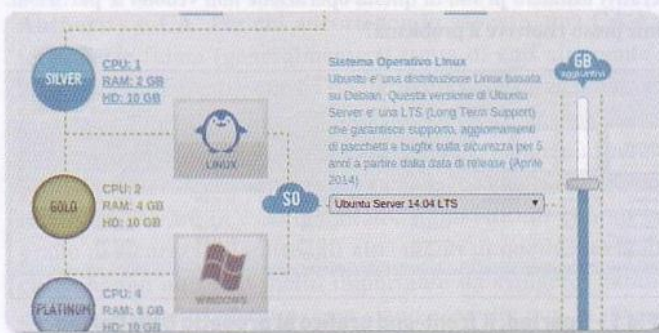 SILVER
CPU: 1
RAM: 2 GB
HD: 10 GB
LINUX
GOLD
CPU: 2
RAM: 4 GB
HD: 10 GB
WINDOWS
PLATINUM
CPU: 4
RAM: 8 GB
HD: 10 GB
SO
Sistema Operativo Linux
Ubuntu e' una distribuzione Linux basata
su Debian. Questa versione di Ubuntu
Server e' una LTS (Long Term Support)
che garantisce supporto, aggiornamenti
di pacchetti e bugfix sulla sicurezza per 5
anni a partire dalla data di release (Aprile
2014)
Ubuntu Server 14.04 LTS
GB
aggiuntivi